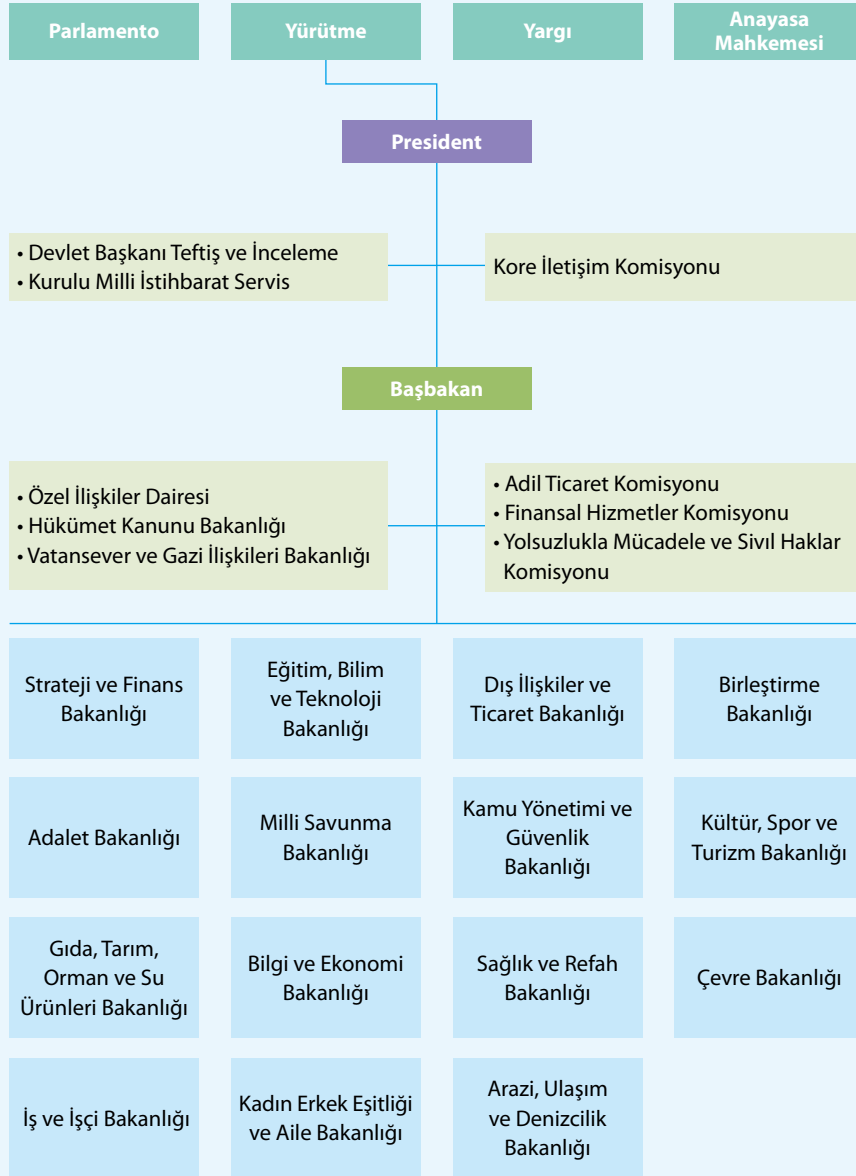 Parlamento
Yürütme
Yargı
Anayasa
Mahkemesi
President
• Devlet Başkanı Teftiş ve İnceleme
• Kurulu Milli İstihbarat Servis
Kore İletişim Komisyonu
Başbakan
• Özel İlişkiler Dairesi
• Hükümet Kanunu Bakanlığı
• Vatansever ve Gazi İlişkileri Bakanlığı
• Adil Ticaret Komisyonu
• Finansal Hizmetler Komisyonu
• Yolsuzlukla Mücadele ve Sivıl Haklar
Komisyonu
Strateji ve Finans
Bakanlığı
Eğitim, Bilim
ve Teknoloji
Bakanlığı
Dış İlişkiler ve
Ticaret Bakanlığı
Birleştirme
Bakanlığı
Adalet Bakanlığı
Milli Savunma
Bakanlığı
Kamu Yönetimi ve
Güvenlik
Bakanlığı
Kültür, Spor ve
Turizm Bakanlığı
Gıda, Tarım,
Orman ve Su
Ürünleri Bakanlığı
Bilgi ve Ekonomi
Bakanlığı
Sağlık ve Refah
Bakanlığı
Çevre Bakanlığı
İş ve İşçi Bakanlığı
Kadın Erkek Eşitliği
ve Aile Bakanlığı
Arazi, Ulaşım
ve Denizcilik
Bakanlığı